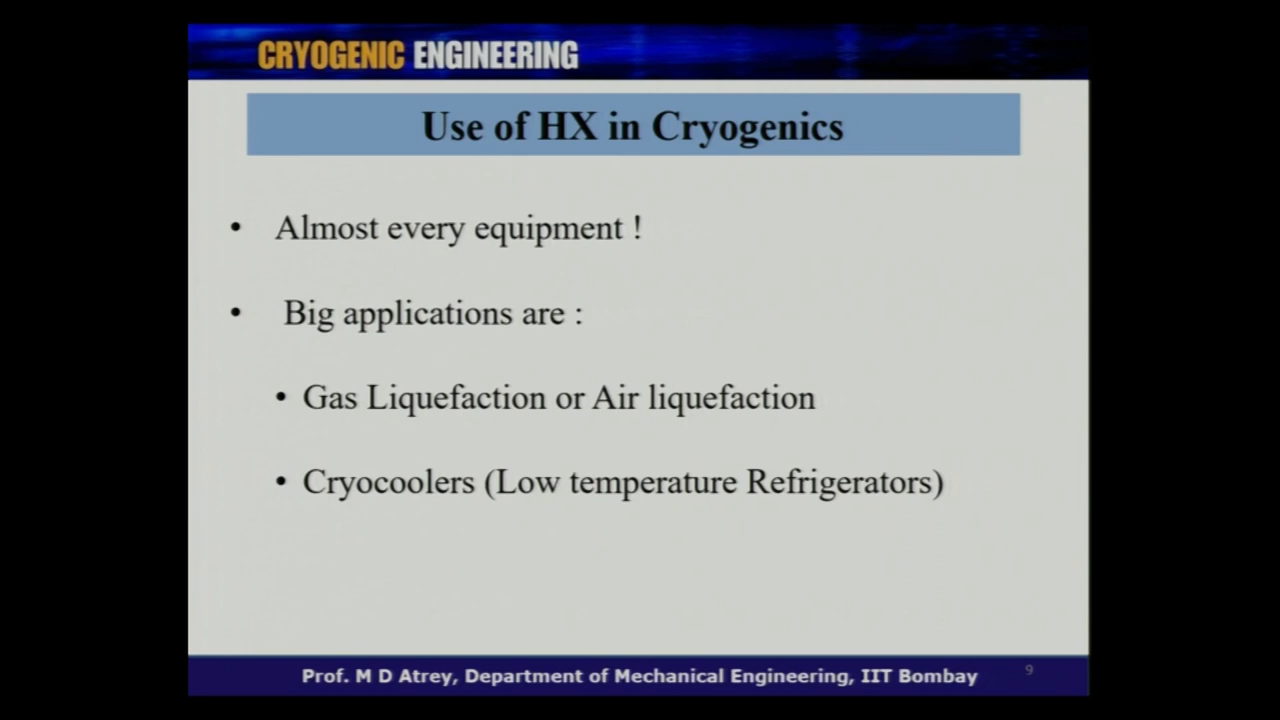 CRYOGENIC ENGINEERING
Use of HX in Cryogenics
• Almost every equipment !
• Big applications are :
• Gas Liquefaction or Air liquefaction
• Cryocoolers (Low temperature Refrigerators)
Prof. M D Atrey, Department of Mechanical Engineering, IIT Bombay
9